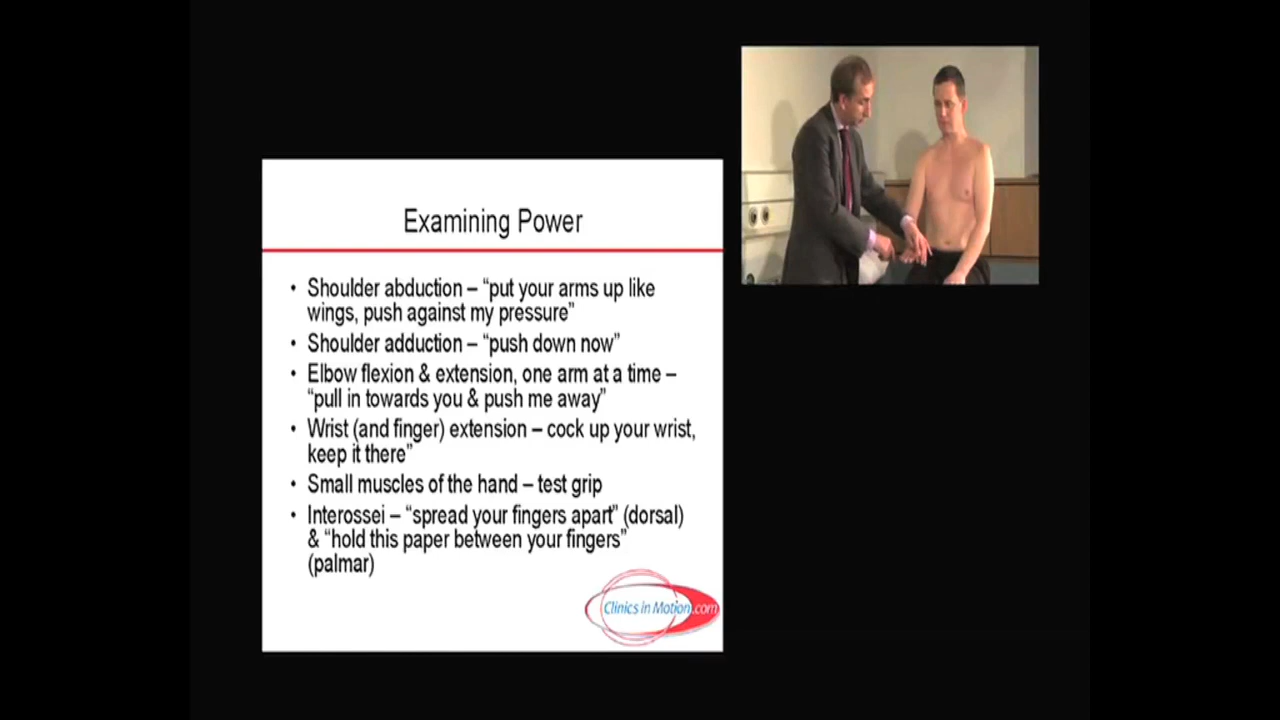 Examining Power
• Shoulder abduction – “put your arms up like
wings, push against my pressure”
• Shoulder adduction – “push down now”
• Elbow flexion & extension, one arm at a time –
“pull in towards you & push me away”
• Wrist (and finger) extension – cock up your wrist,
keep it there”
• Small muscles of the hand – test grip
• Interossei – “spread your fingers apart” (dorsal)
& “hold this paper between your fingers”
(palmar)
Clinics in Motion.com